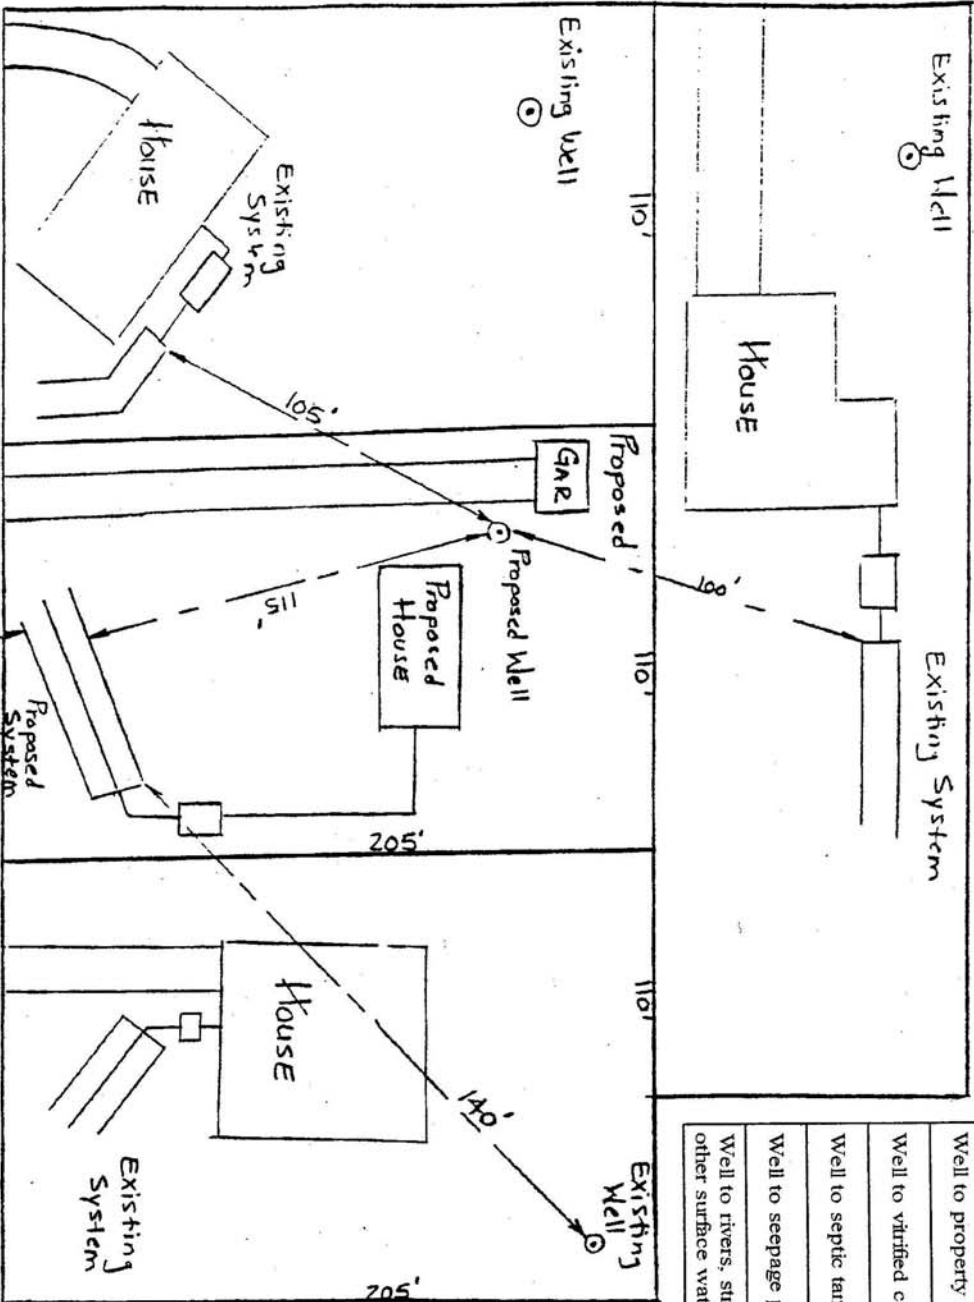 Existing Well
House
Existing System
Well to property
Well to vitrified c
Well to septic tan
Well to seepage
Well to rivers, str
other surface wat
Existing Well
110'
110'
110'
100'
House
Existing
System
105'
Proposed
GAR
Proposed Well
Proposed
House
115'
Proposed
System
205'
House
140'
Existing
Well
Existing
System
205'